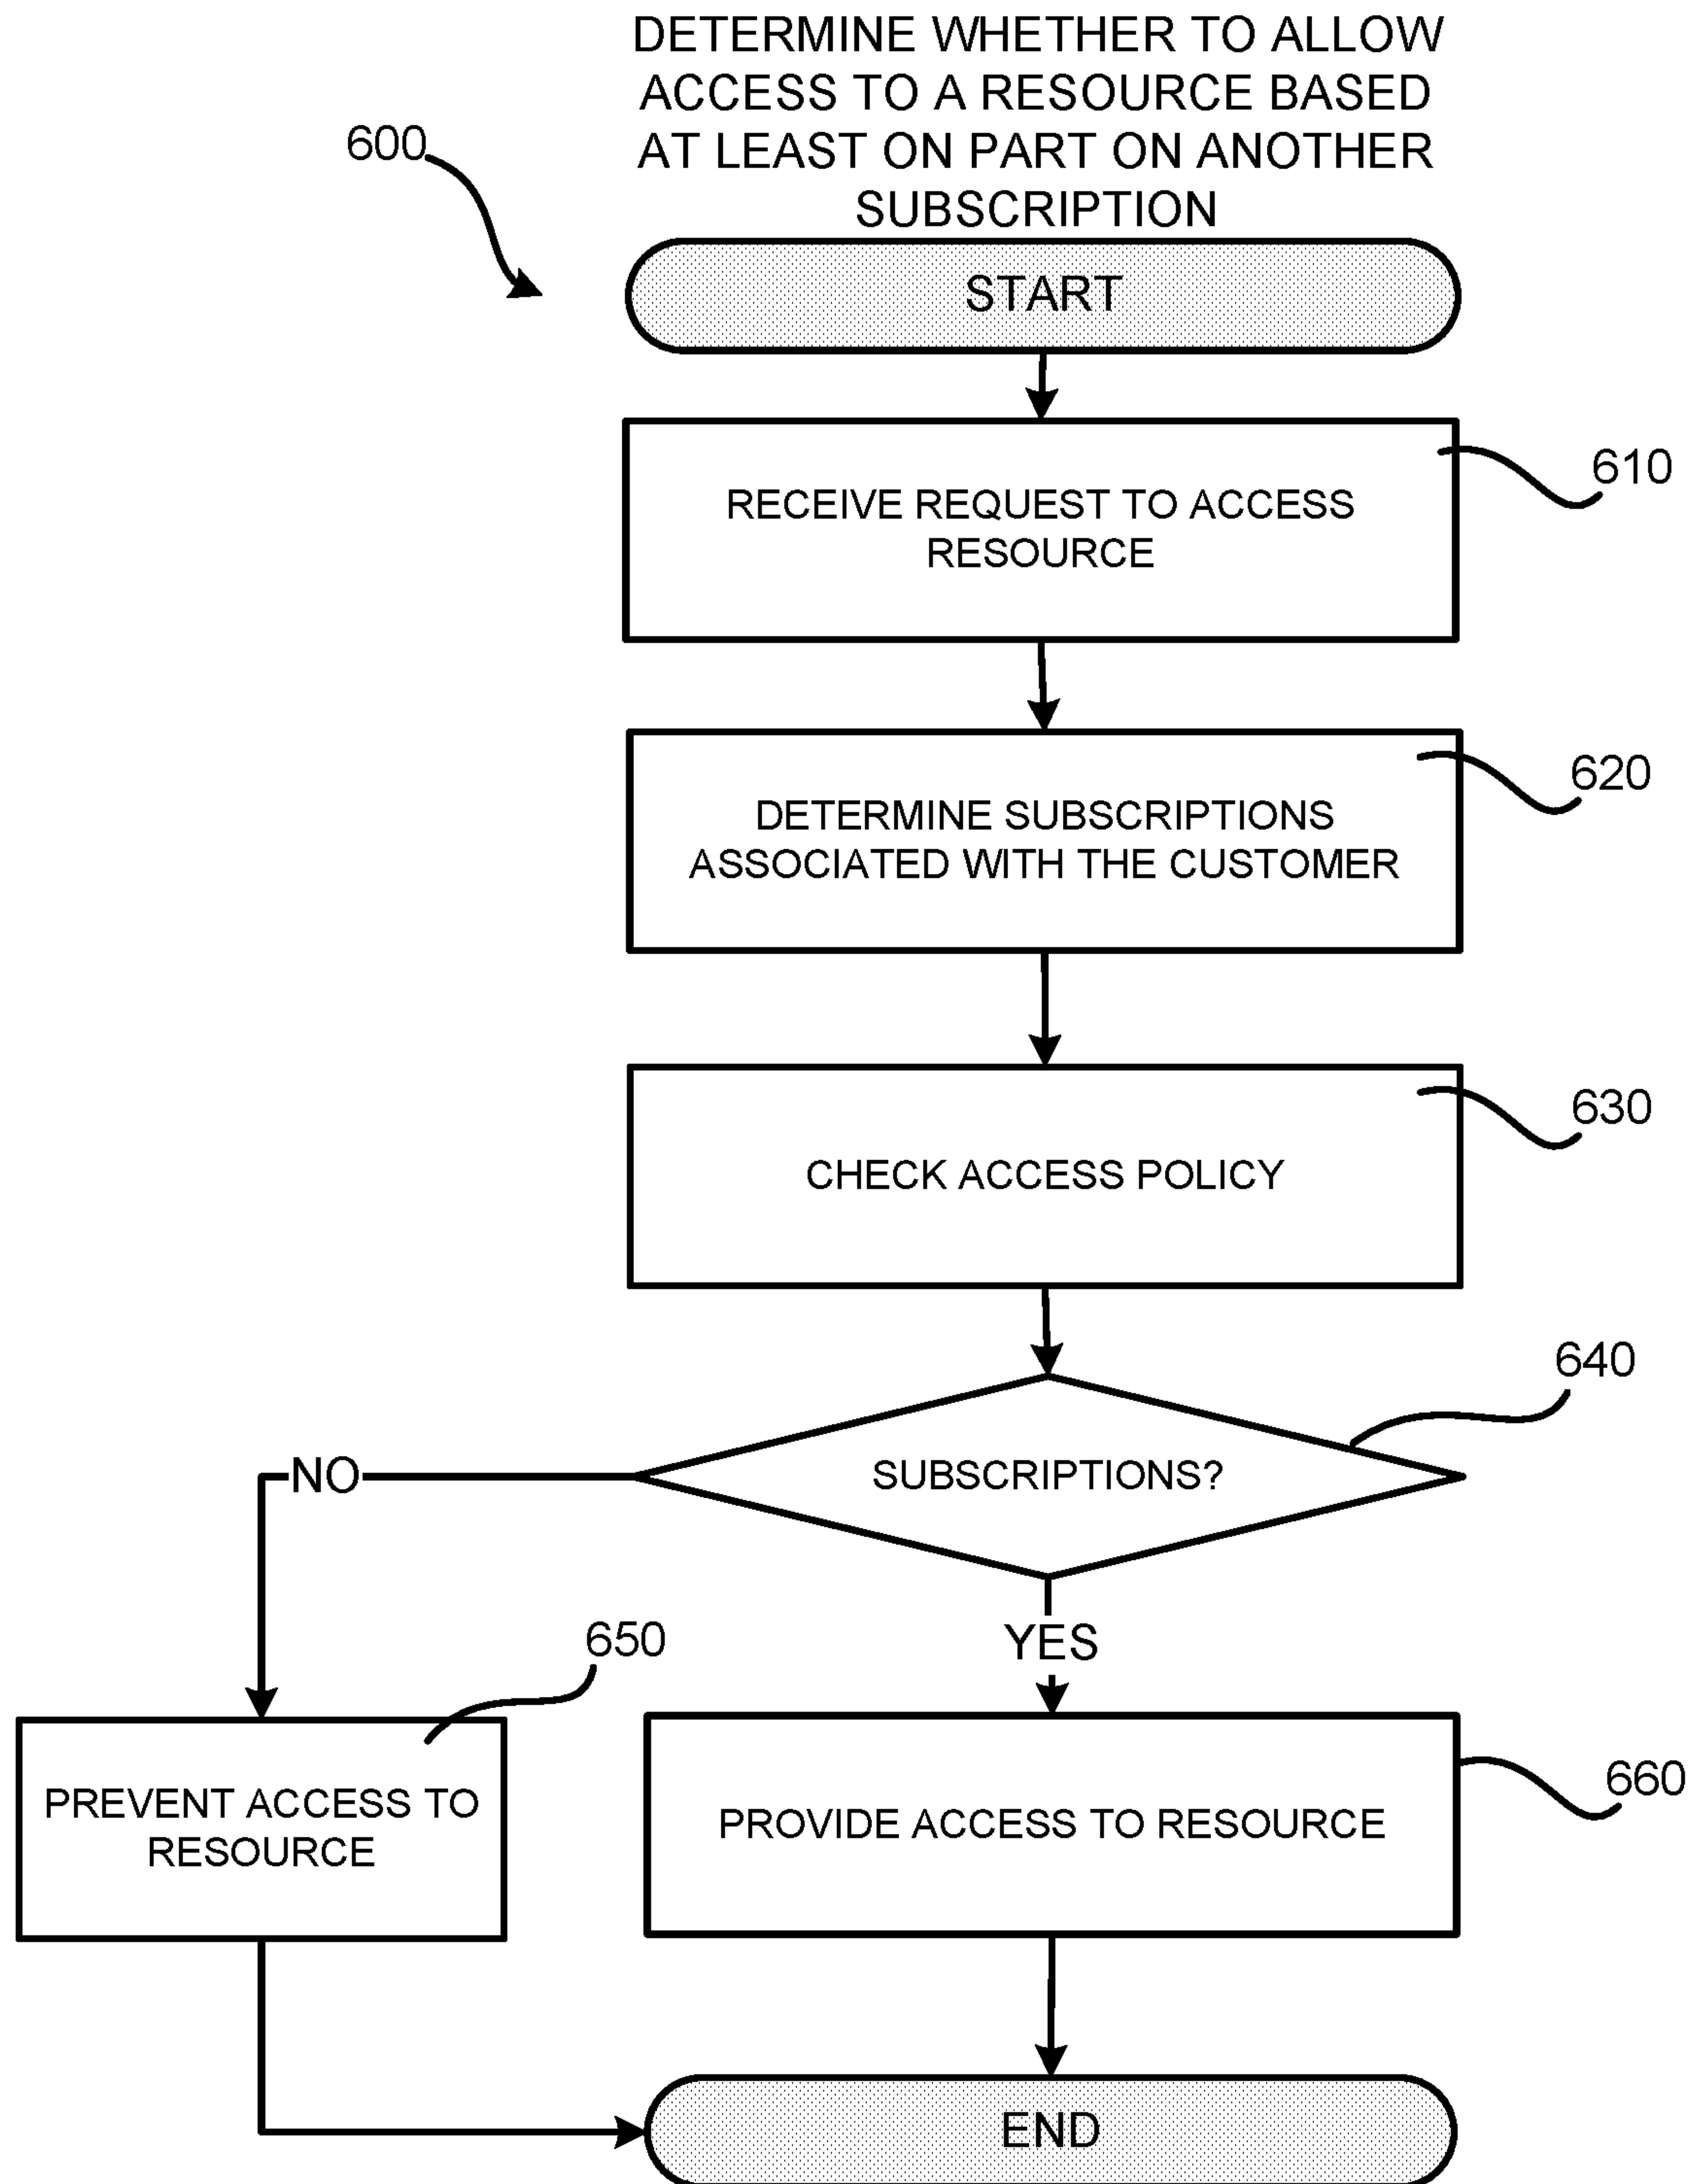 DETERMINE WHETHER TO ALLOW
ACCESS TO A RESOURCE BASED
AT LEAST ON PART ON ANOTHER
SUBSCRIPTION
600
START
610
RECEIVE REQUEST TO ACCESS
RESOURCE
620
DETERMINE SUBSCRIPTIONS
ASSOCIATED WITH THE CUSTOMER
630
CHECK ACCESS POLICY
640
SUBSCRIPTIONS?
NO
YES
650
PREVENT ACCESS TO
RESOURCE
660
PROVIDE ACCESS TO RESOURCE
END